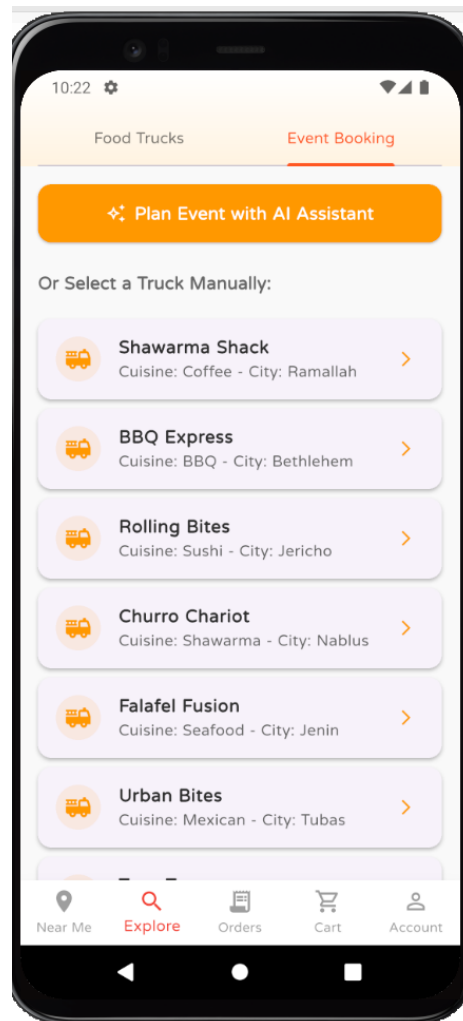 10:22
Food Trucks
Event Booking
Plan Event with AI Assistant
Or Select a Truck Manually:
Shawarma Shack
Cuisine: Coffee - City: Ramallah
BBQ Express
Cuisine: BBQ - City: Bethlehem
Rolling Bites
Cuisine: Sushi - City: Jericho
Churro Chariot
Cuisine: Shawarma - City: Nablus
Falafel Fusion
Cuisine: Seafood - City: Jenin
Urban Bites
Cuisine: Mexican - City: Tubas
Near Me
Explore
Orders
Cart
Account